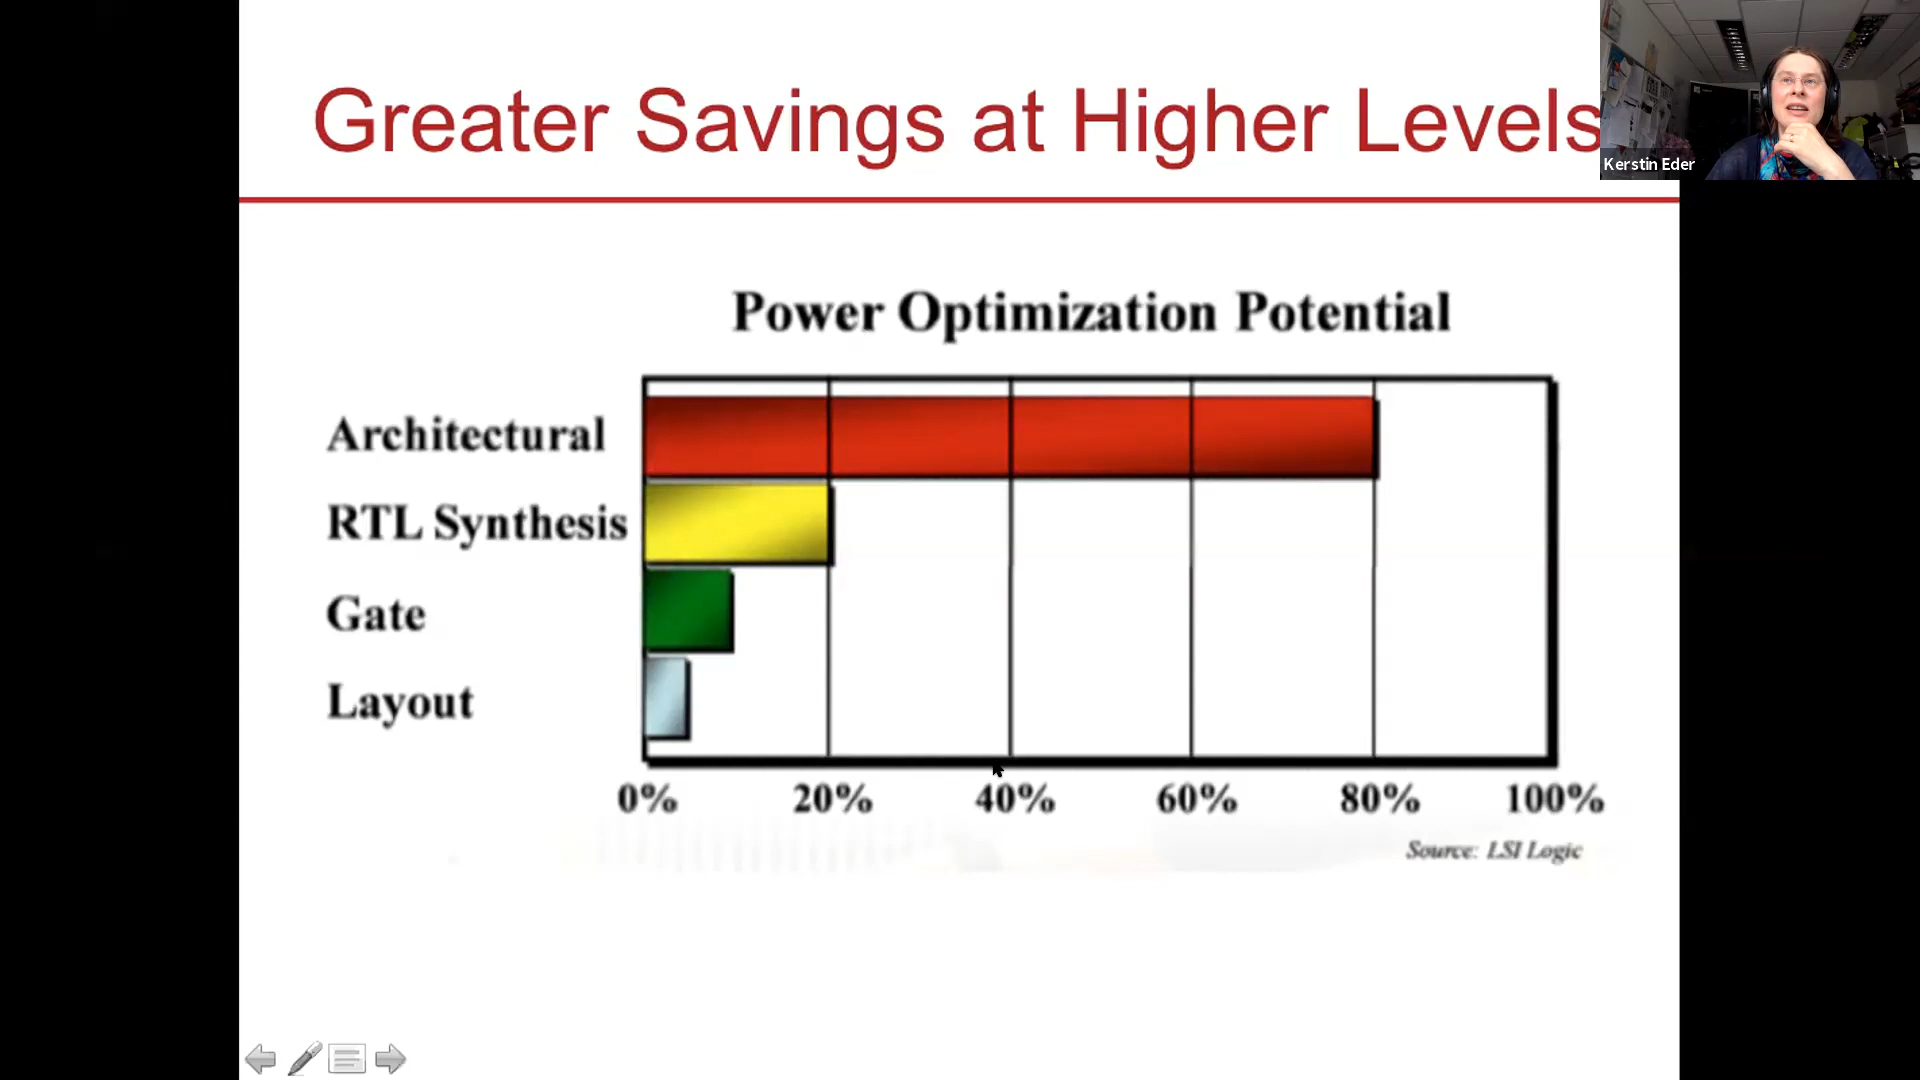 Greater Savings at Higher Levels
Kerstin Eder
Power Optimization Potential
Architectural
RTL Synthesis
Gate
Layout
0% 20% 40% 60% 80% 100%
Source: LSI Logic